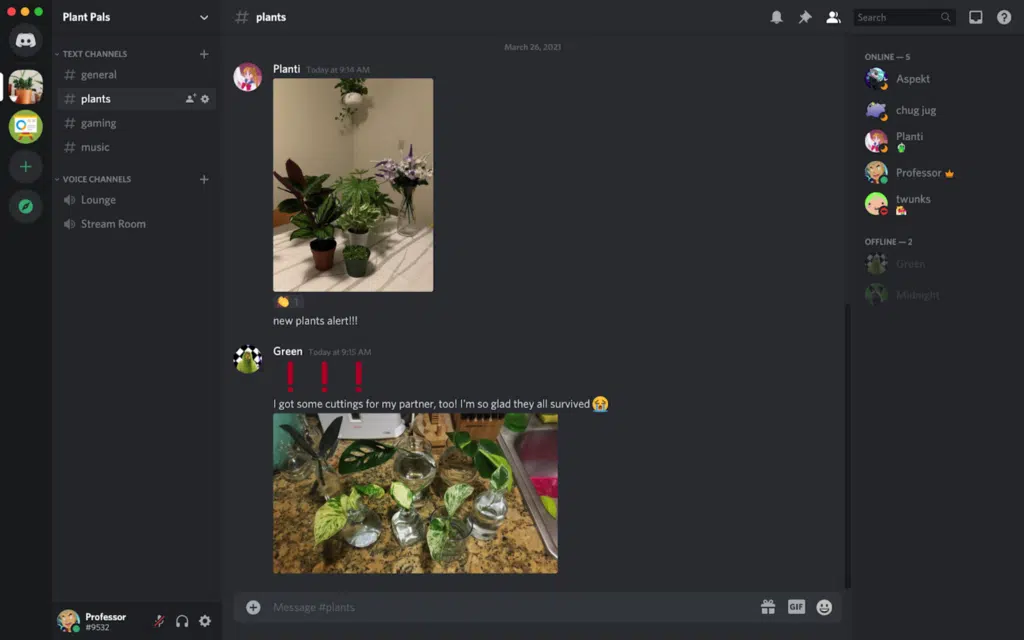 Plant Pals
TEXT CHANNELS
general
plants
gaming
music
VOICE CHANNELS
Lounge
Stream Room
Professor
#9532
plants
Search
March 26, 2021
Planti Today at 9:14 AM
1
new plants alert!!!
Green Today at 9:15 AM
❗ ❗ ❗
I got some cuttings for my partner, too! I'm so glad they all survived 😭
Message #plants
GIF
ONLINE — 5
Aspekt
chug jug
Planti
Professor
twunks
OFFLINE — 2
Green
Midnight